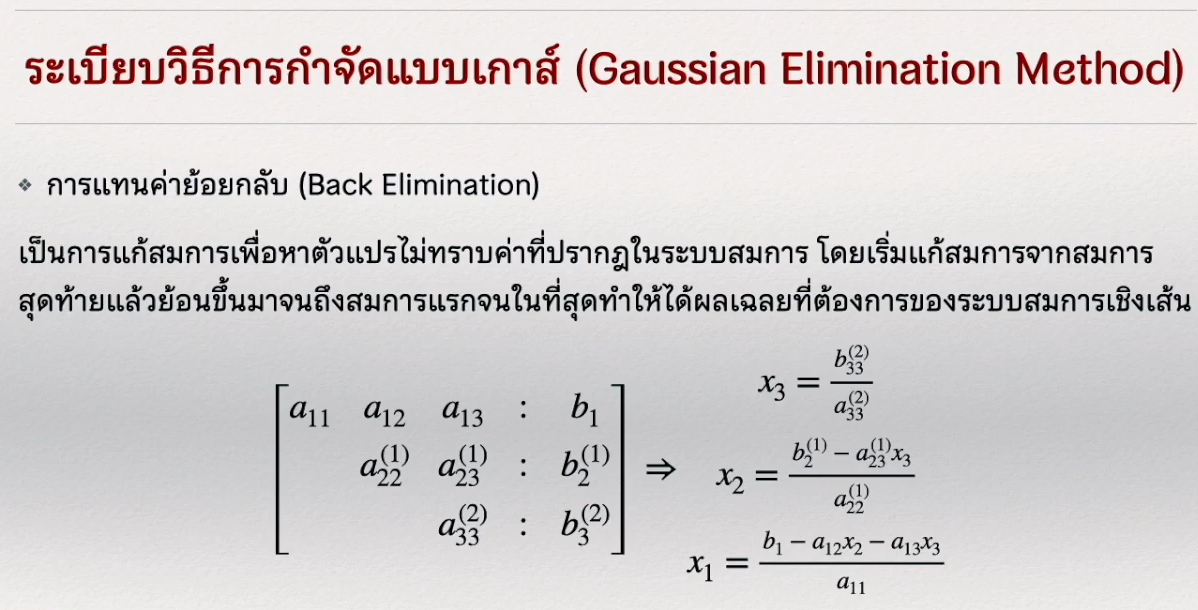 ระเบียบวิธีการกำจัดแบบเกาส์ (Gaussian Elimination Method)
❖ การแทนค่าย้อยกลับ (Back Elimination)
เป็นการแก้สมการเพื่อหาตัวแปรไม่ทราบค่าที่ปรากฎในระบบสมการ โดยเริ่มแก้สมการจากสมการ
สุดท้ายแล้วย้อนขึ้นมาจนถึงสมการแรกจนในที่สุดทำให้ได้ผลเฉลยที่ต้องการของระบบสมการเชิงเส้น
a_{11} a_{12} a_{13} : b_1
a_{22}^{(1)} a_{23}^{(1)} : b_2^{(1)} ⇒
a_{33}^{(2)} : b_3^{(2)}
x_3 = \frac{b_{33}^{(2)}}{a_{33}^{(2)}}
x_2 = \frac{b_2^{(1)} - a_{23}^{(1)}x_3}{a_{22}^{(1)}}
x_1 = \frac{b_1 - a_{12}x_2 - a_{13}x_3}{a_{11}}